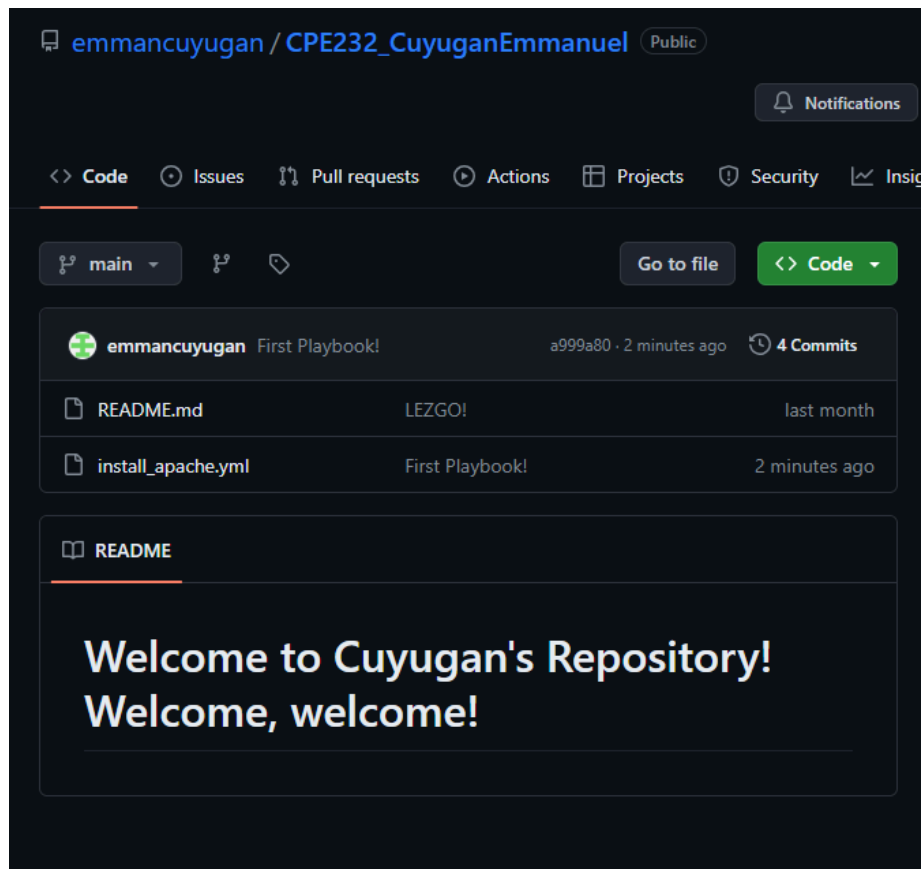 emmancuyugan / CPE232_CuyuganEmmanuel Public
Notifications
Code Issues Pull requests Actions Projects Security Insig
main Go to file Code
emmancuyugan First Playbook! a999a80 · 2 minutes ago 4 Commits
README.md LEZGO! last month
install_apache.yml First Playbook! 2 minutes ago
README
Welcome to Cuyugan's Repository!
Welcome, welcome!